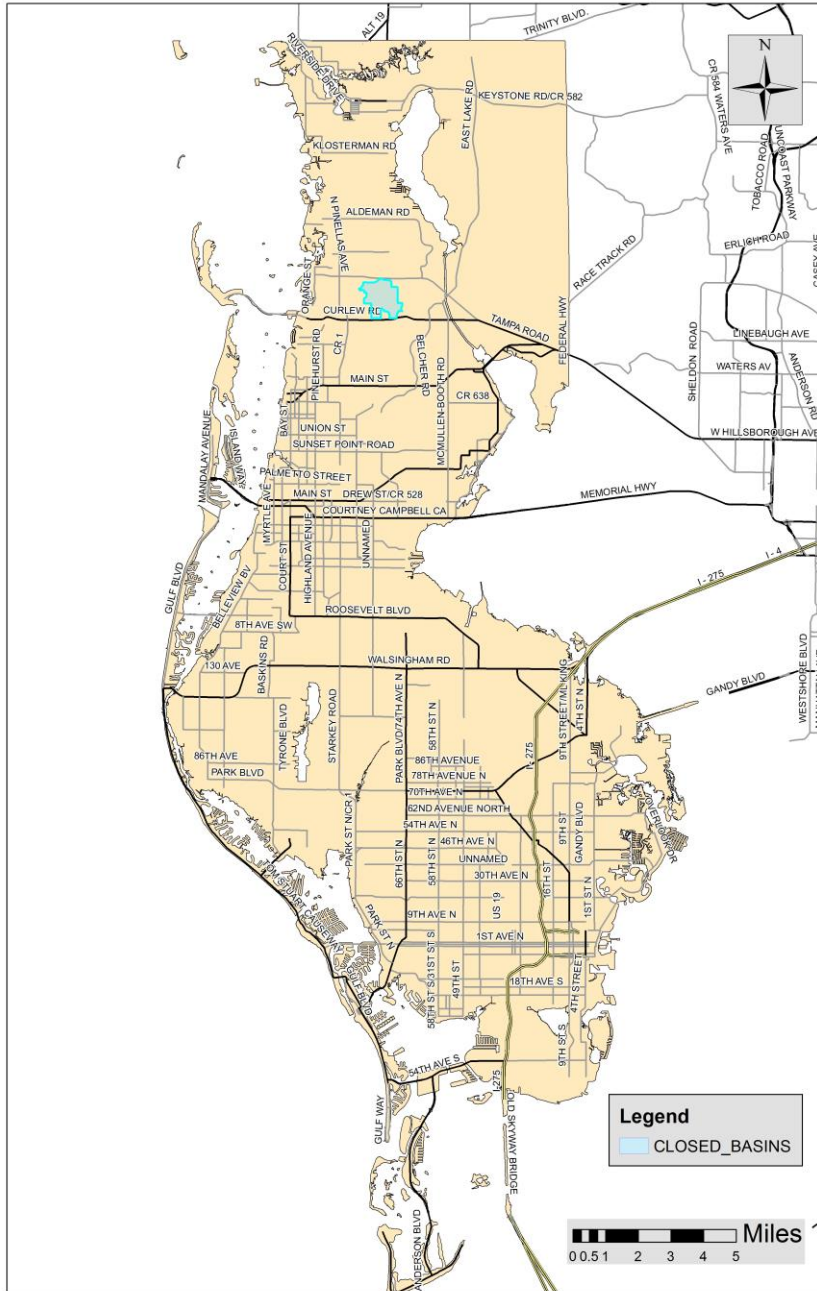 ALT 19
TRINITY BLVD.
RIVERSIDE DRIVE
N
KEYSTONE RD/CR 582
EAST LAKE RD
CR 584 WATERS AVE
TOBACCO ROAD
UNCOAST PARKWAY
KLOSTERMAN RD
N PINELLAS AVE
ALDEMAN RD
ERLICH ROAD
CASEY AVE
RACE TRACK RD
ORANGE ST
CURLEW RD
TAMPA ROAD
FEDERAL HWY
LINEBAUGH AVE
SHELDON ROAD
ANDERSON RD
PINEHURST RD
CR 1
BELCHER RD
MCMULLEN-BOOTH RD
WATERS AV
MAIN ST
CR 638
BAY ST
UNION ST
SUNSET POINT ROAD
W HILLSBOROUGH AVE
MANDALAY AVENUE
ISLAND WAY
PALMETTO STREET
MAIN ST
DREW ST/CR 528
MEMORIAL HWY
COURTNEY CAMPBELL CA
MYRTLE AVE
COURT ST
HIGHLAND AVENUE
UNNAMED
I - 4
I - 275
GULF BLVD
BELLEVIEW BV
ROOSEVELT BLVD
8TH AVE SW
130 AVE
BASKINS RD
WALSINGHAM RD
WESTSHORE BLVD
GANDY BLVD
9TH STREET/MLKING
4TH ST N
TYRONE BLVD
STARKEY ROAD
PARK BLVD/74TH AVE N
58TH ST N
I - 275
86TH AVE
PARK BLVD
86TH AVENUE
78TH AVENUE N
70TH AVE N
62ND AVENUE NORTH
54TH AVE N
OVERLOOK DR
PARK ST N/CR 1
66TH ST N
58TH ST N
46TH AVE N
UNNAMED
30TH AVE N
9TH ST
GANDY BLVD
16TH ST
1ST ST N
US 19
TOM STUART CAUSEWAY
PARK ST N
9TH AVE N
1ST AVE N
GULF BLVD
58TH ST S/31ST ST S
49TH ST
18TH AVE S
4TH STREET
9TH ST S
54TH AVE S
I-275
GULF WAY
OLD SKYWAY BRIDGE
ANDERSON BLVD
Legend
CLOSED_BASINS
Miles
0 0.5 1 2 3 4 5